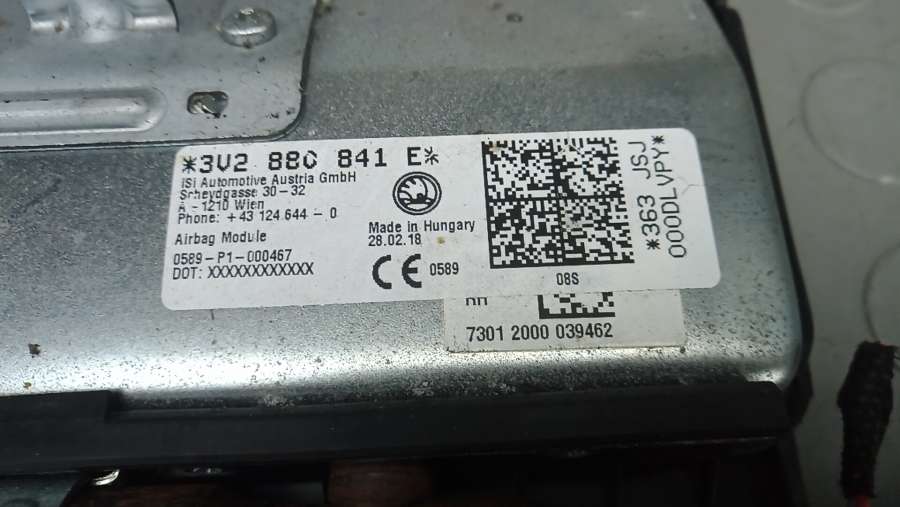 *3V2 880 841 E*
iSi Automotive Austria GmbH
Scheydgasse 30-32
A - 1210 Wien
Phone: +43 124 644 - 0
Airbag Module
0589-P1-000467
DOT: XXXXXXXXXXXX
Made in Hungary
28.02.18
CE 0589
08S
*363 JSJ
000DLVPY*
7301 2000 039462